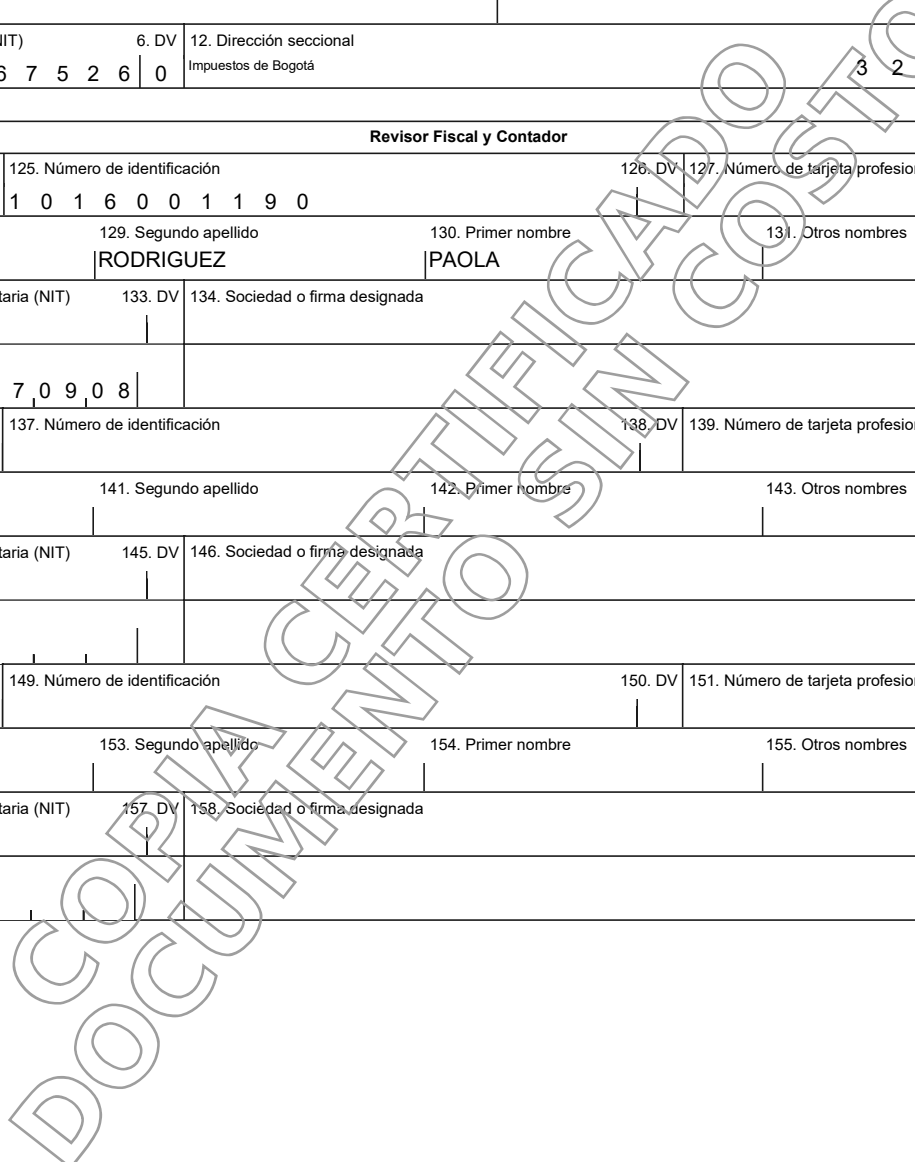 NIT) 6. DV 12. Dirección seccional
6 7 5 2 6 0 Impuestos de Bogotá 3 2
Revisor Fiscal y Contador
125. Número de identificación 126. DV 127. Número de tarjeta profesion
1 0 1 6 0 0 1 1 9 0
129. Segundo apellido 130. Primer nombre 131. Otros nombres
RODRIGUEZ PAOLA
taria (NIT) 133. DV 134. Sociedad o firma designada
7 0 9 0 8
137. Número de identificación 138. DV 139. Número de tarjeta profesion
141. Segundo apellido 142. Primer nombre 143. Otros nombres
taria (NIT) 145. DV 146. Sociedad o firma designada
149. Número de identificación 150. DV 151. Número de tarjeta profesion
153. Segundo apellido 154. Primer nombre 155. Otros nombres
taria (NIT) 157. DV 158. Sociedad o firma designada
COPIA CERTIFICADO
DOCUMENTO SIN COSTO